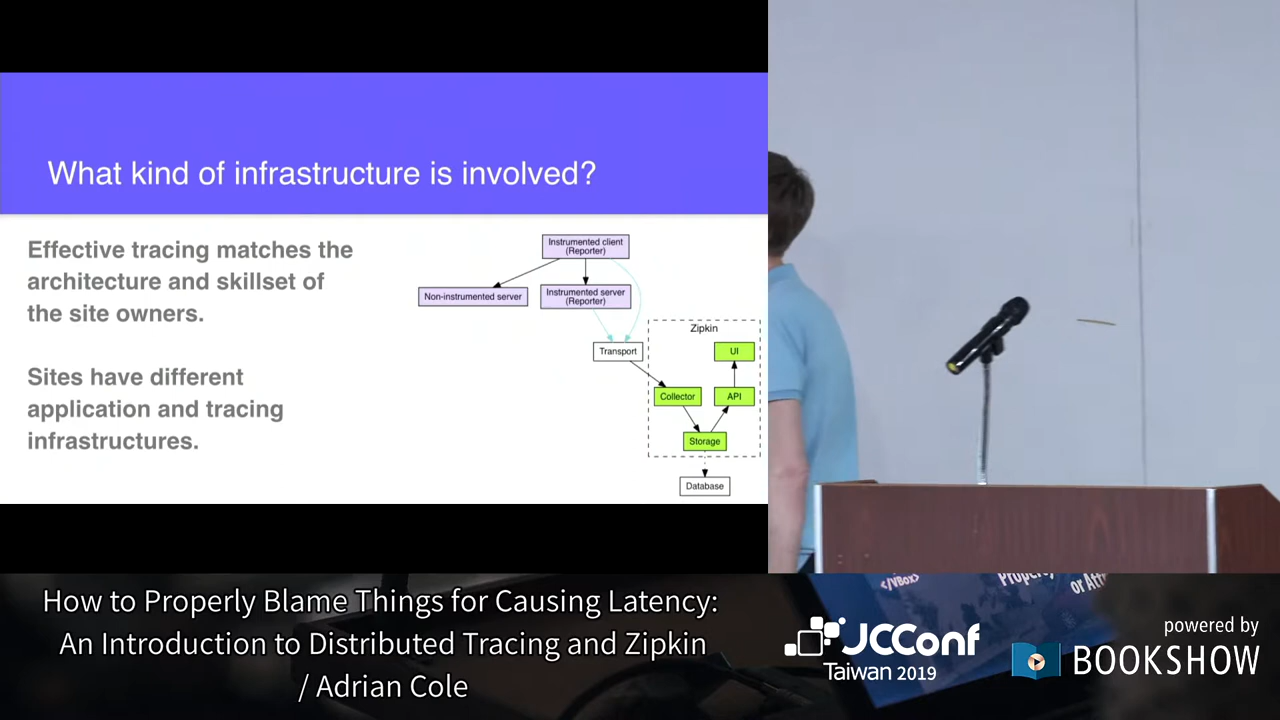 What kind of infrastructure is involved?
Effective tracing matches the
architecture and skillset of
the site owners.
Sites have different
application and tracing
infrastructures.
Instrumented client
(Reporter)
Non-instrumented server
Instrumented server
(Reporter)
Zipkin
Transport
UI
Collector
API
Storage
Database
</VBox>
How to Properly Blame Things for Causing Latency:
An Introduction to Distributed Tracing and Zipkin
/ Adrian Cole
JCConf
Taiwan 2019
powered by
BOOKSHOW